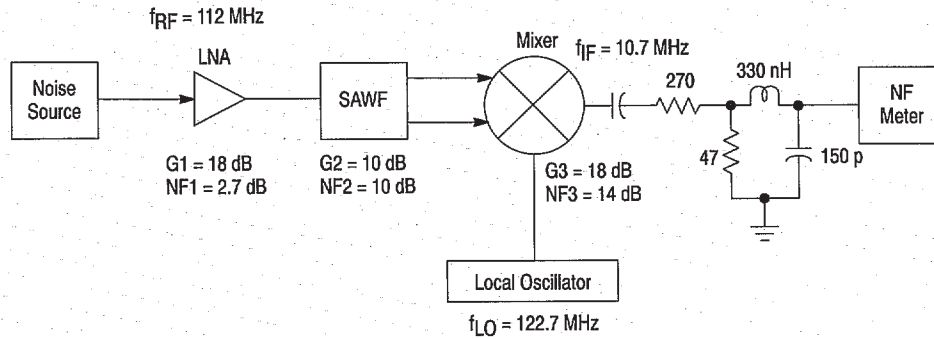 fRF = 112 MHz
LNA
Mixer
fIF = 10.7 MHz
Noise
Source
SAWF
270
330 nH
NF
Meter
47
150 p
G1 = 18 dB
NF1 = 2.7 dB
G2 = 10 dB
NF2 = 10 dB
G3 = 18 dB
NF3 = 14 dB
Local Oscillator
fLO = 122.7 MHz